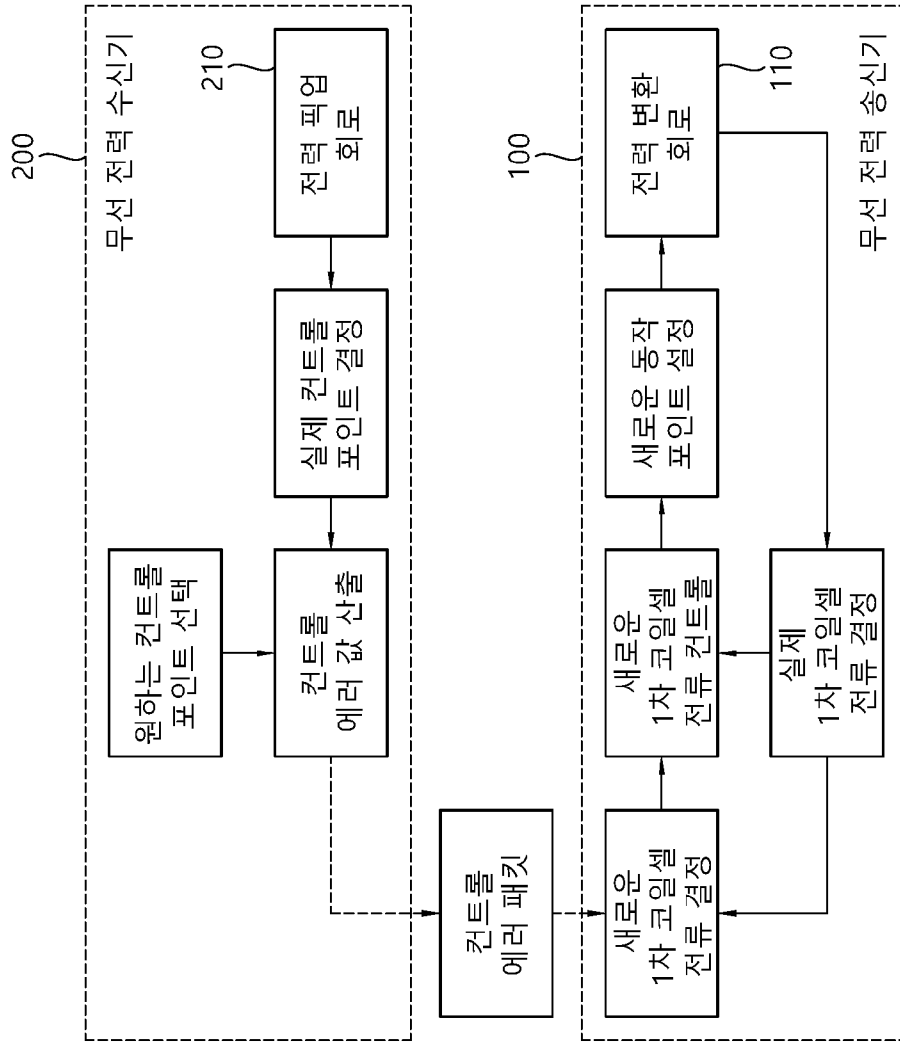 200
무선 전력 수신기
210
전력 픽업
회로
실제 컨트롤
포인트 결정
원하는 컨트롤
포인트 선택
컨트롤
에러 값 산출
컨트롤
에러 패킷
100
무선 전력 송신기
110
전력 변환
회로
새로운 동작
포인트 설정
새로운
1차 코일셀
전류 컨트롤
실제
1차 코일셀
전류 결정
새로운
1차 코일셀
전류 결정